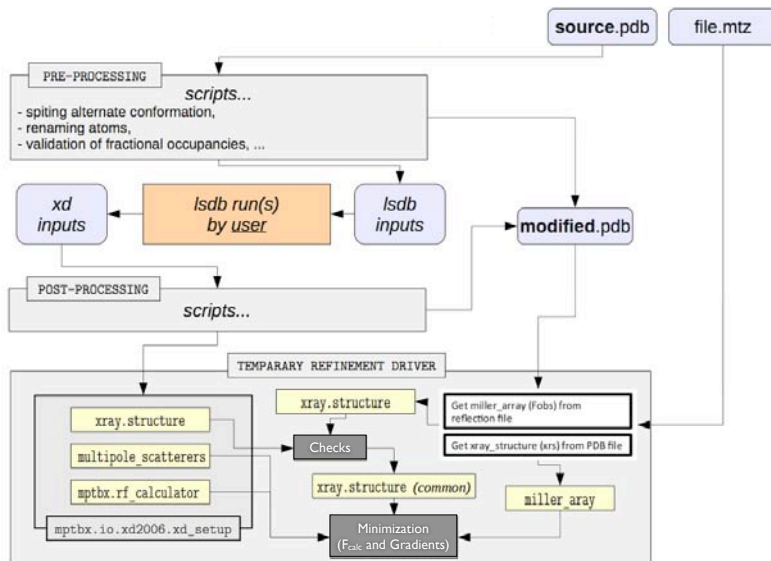 source.pdb
file.mtz
PRE-PROCESSING
scripts...
- spiting alternate conformation,
- renaming atoms,
- validation of fractional occupancies, ...
xd
inputs
lsdb run(s)
by user
lsdb
inputs
modified.pdb
POST-PROCESSING
scripts...
TEMPARARY REFINEMENT DRIVER
xray.structure
multipole_scatterers
mptbx.rf_calculator
mptbx.io.xd2006.xd_setup
xray.structure
Checks
xray.structure (common)
Minimization
(Fcalc and Gradients)
Get miller_array (Fobs) from
reflection file
Get xray_structure (xrs) from PDB file
miller_aray